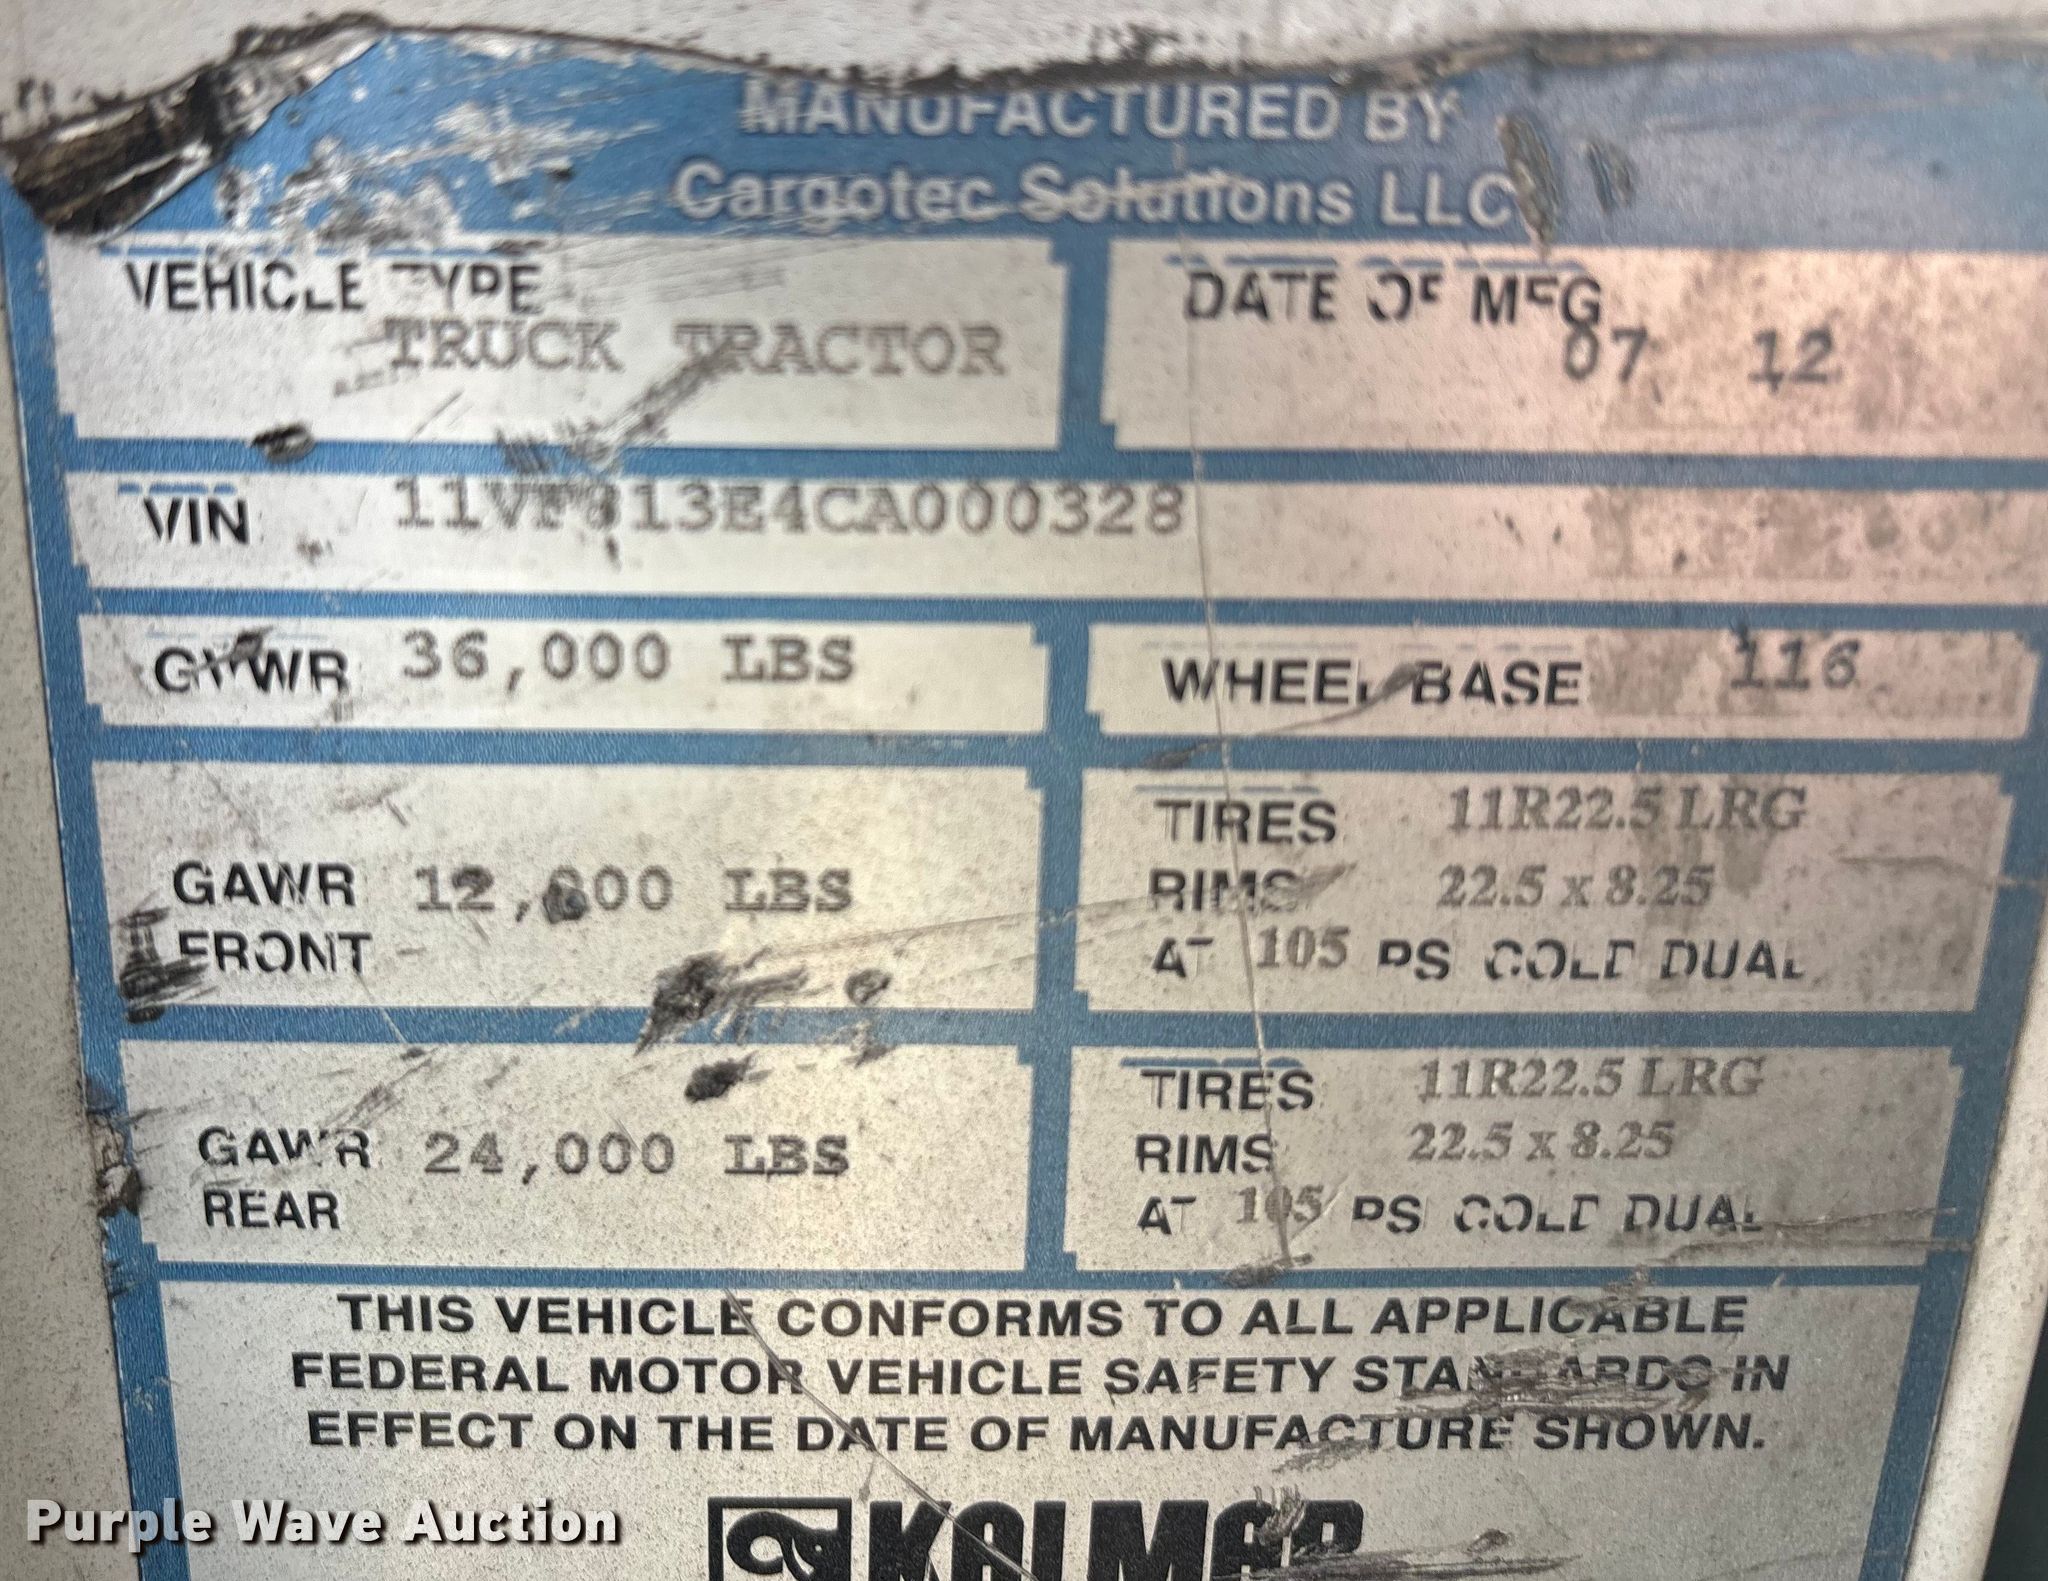 MANUFACTURED BY
Cargotec Solutions LLC
VEHICLE TYPE
TRUCK TRACTOR
DATE OF MFG
07 12
VIN 11VF813E4CA000328
GVWR 36,000 LBS
WHEEL BASE 116
GAWR 12,000 LBS
FRONT
TIRES 11R22.5 LRG
RIMS 22.5 x 8.25
AT 105 PSI COLD DUAL
GAWR 24,000 LBS
REAR
TIRES 11R22.5 LRG
RIMS 22.5 x 8.25
AT 105 PSI COLD DUAL
THIS VEHICLE CONFORMS TO ALL APPLICABLE
FEDERAL MOTOR VEHICLE SAFETY STANDARDS IN
EFFECT ON THE DATE OF MANUFACTURE SHOWN.
KALMAR
Purple Wave Auction